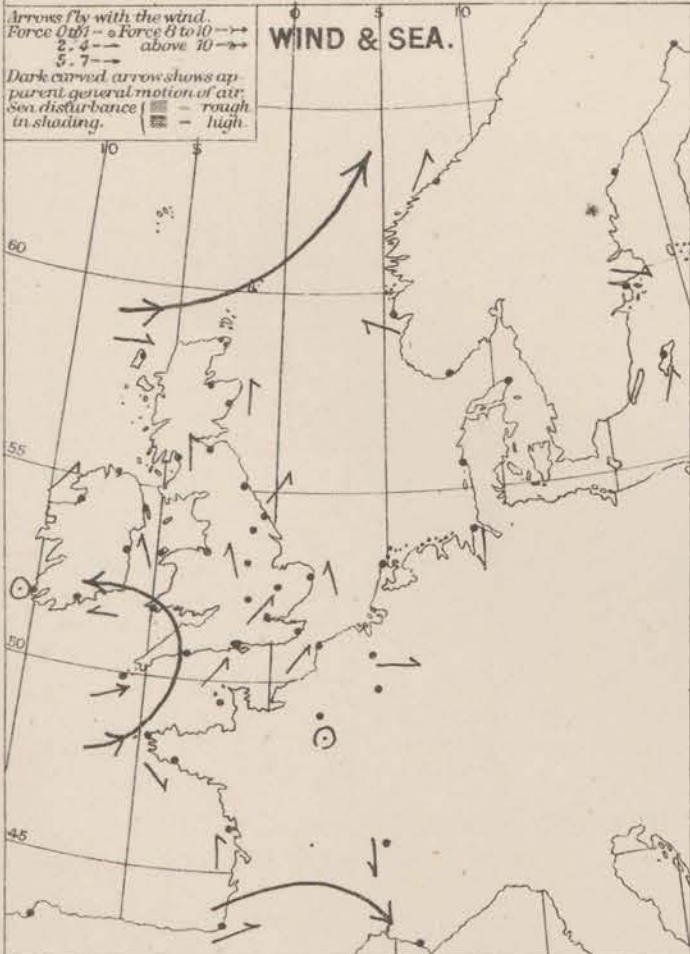 Arrows fly with the wind.
Force 0 to 1 - Force 8 to 10
2. 4 above 10
5. 7
Dark curved arrow shows ap
parent general motion of air.
Sea disturbance - rough
in shading. - high.
WIND & SEA.
0
10
10
5
60
55
5
50
45